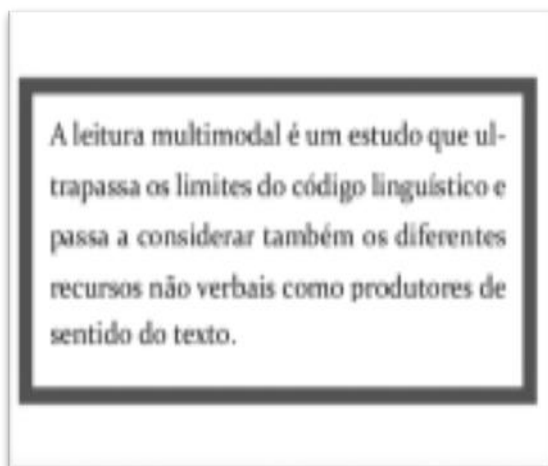 A leitura multimodal é um estudo que ul-
trapassa os limites do código linguístico e
passa a considerar também os diferentes
recursos não verbais como produtores de
sentido do texto.